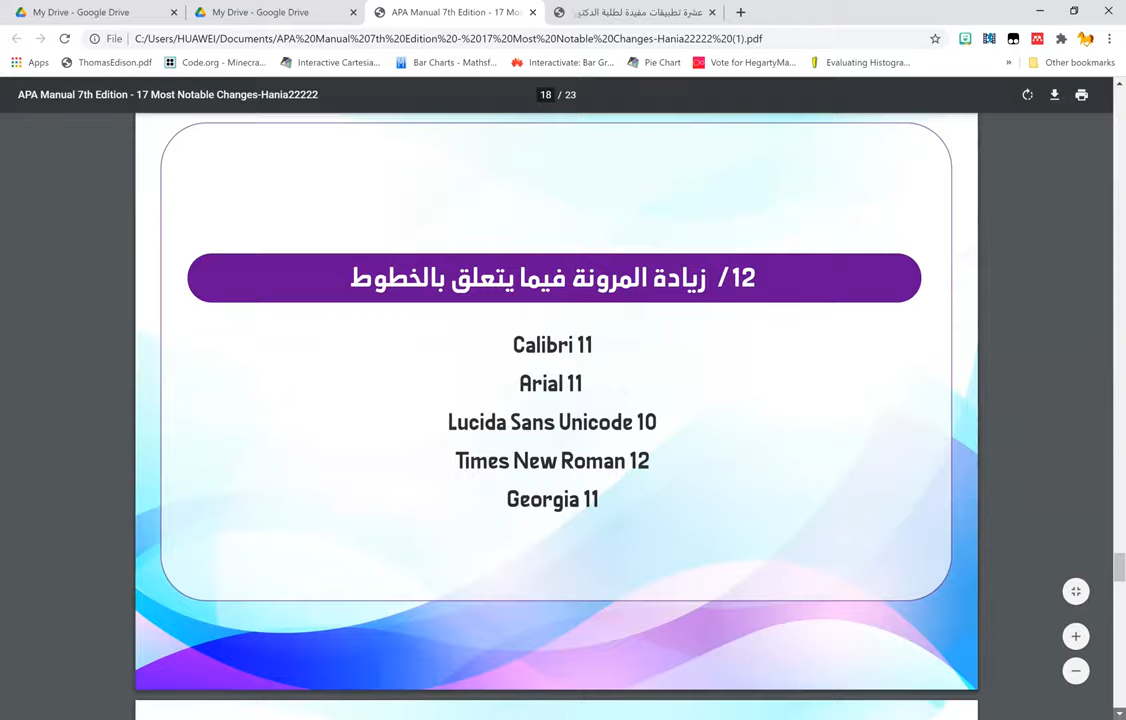 My Drive - Google Drive
My Drive - Google Drive
APA Manual 7th Edition - 17 Mos
عشرة تطبيقات مفيدة لطلبة الدكتور
File
C:/Users/HUAWEI/Documents/APA%20Manual%207th%20Edition%20-%2017%20Most%20Notable%20Changes-Hania22222%20(1).pdf
Apps
ThomasEdison.pdf
Code.org - Minecra...
Interactive Cartesia...
Bar Charts - Mathsf...
Interactivate: Bar Gr...
Pie Chart
Vote for HegartyMa...
Evaluating Histogra...
»
Other bookmarks
APA Manual 7th Edition - 17 Most Notable Changes-Hania22222
18 / 23
12/ زيادة المرونة فيما يتعلق بالخطوط
Calibri 11
Arial 11
Lucida Sans Unicode 10
Times New Roman 12
Georgia 11